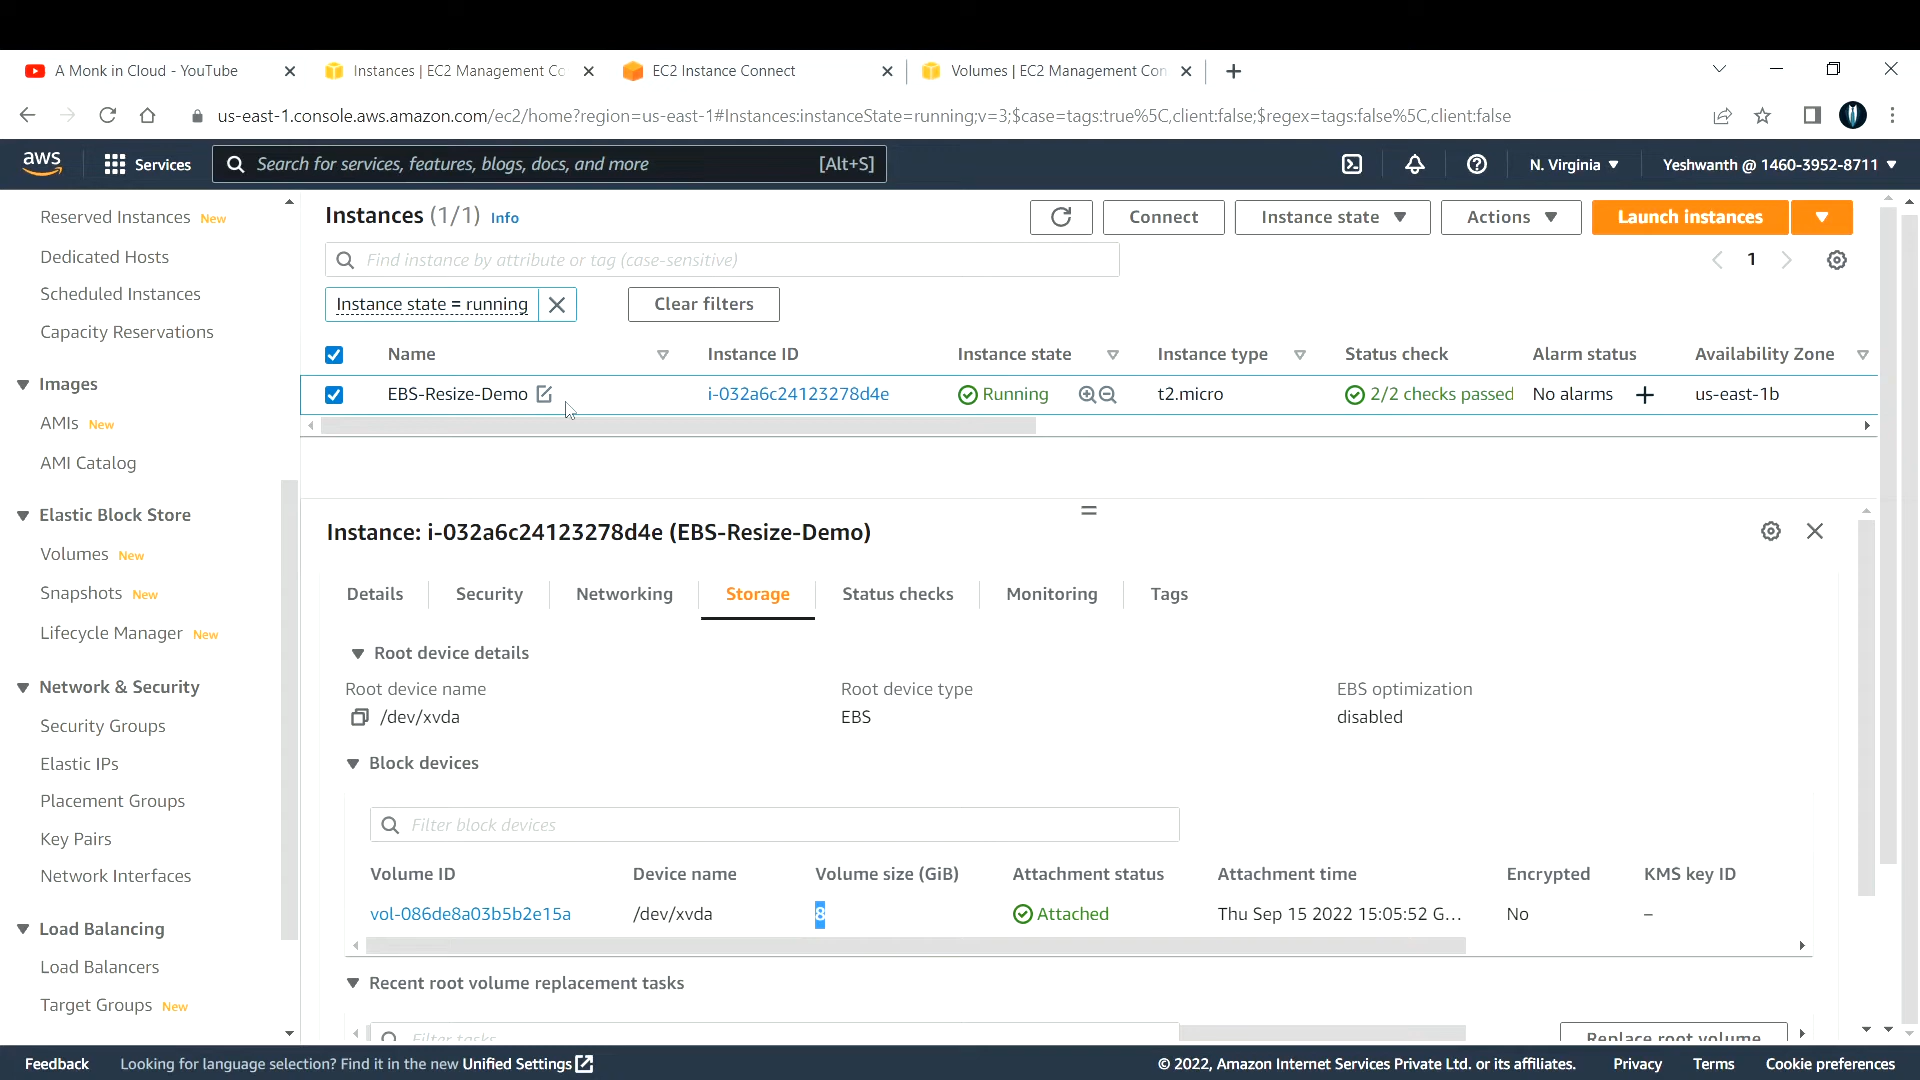 A Monk in Cloud - YouTube
Instances | EC2 Management Co
EC2 Instance Connect
Volumes | EC2 Management Con
us-east-1.console.aws.amazon.com/ec2/home?region=us-east-1#Instances:instanceState=running;v=3;$case=tags:true%5C,client:false;$regex=tags:false%5C,client:false
aws
Services
Search for services, features, blogs, docs, and more
[Alt+S]
N. Virginia
Yeshwanth @ 1460-3952-8711
Reserved Instances New
Dedicated Hosts
Scheduled Instances
Capacity Reservations
Images
AMIs New
AMI Catalog
Elastic Block Store
Volumes New
Snapshots New
Lifecycle Manager New
Network & Security
Security Groups
Elastic IPs
Placement Groups
Key Pairs
Network Interfaces
Load Balancing
Load Balancers
Target Groups New
Instances (1/1) Info
Connect
Instance state
Actions
Launch instances
Find instance by attribute or tag (case-sensitive)
1
Instance state = running
Clear filters
Name Instance ID Instance state Instance type Status check Alarm status Availability Zone
EBS-Resize-Demo i-032a6c24123278d4e Running t2.micro 2/2 checks passed No alarms us-east-1b
Instance: i-032a6c24123278d4e (EBS-Resize-Demo)
Details Security Networking Storage Status checks Monitoring Tags
Root device details
Root device name Root device type EBS optimization
/dev/xvda EBS disabled
Block devices
Filter block devices
Volume ID Device name Volume size (GiB) Attachment status Attachment time Encrypted KMS key ID
vol-086de8a03b5b2e15a /dev/xvda 8 Attached Thu Sep 15 2022 15:05:52 G... No –
Recent root volume replacement tasks
Filter tasks
Replace root volume
Feedback
Looking for language selection? Find it in the new Unified Settings
© 2022, Amazon Internet Services Private Ltd. or its affiliates.
Privacy
Terms
Cookie preferences